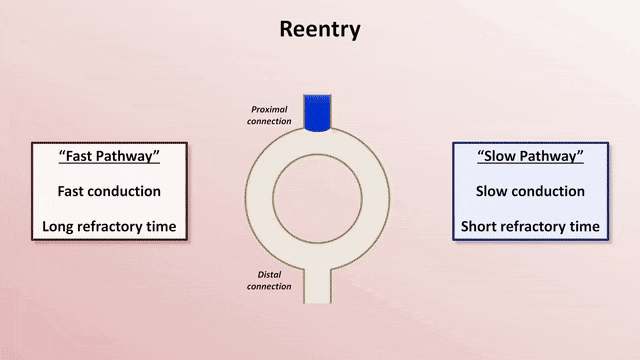 Reentry
Proximal
connection
“Fast Pathway”
Fast conduction
Long refractory time
“Slow Pathway”
Slow conduction
Short refractory time
Distal
connection